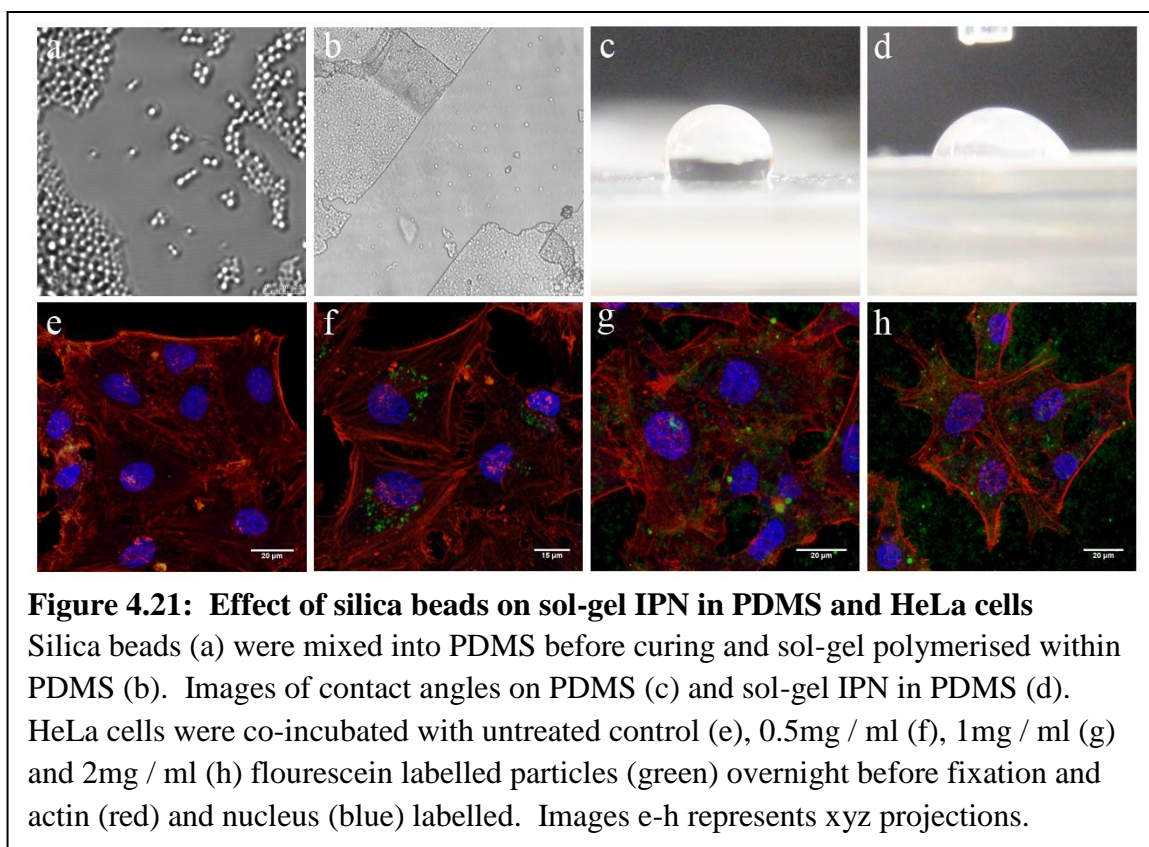 a b c d
e f g h
20 µm 15 µm 20 µm 20 µm
Figure 4.21: Effect of silica beads on sol-gel IPN in PDMS and HeLa cells
Silica beads (a) were mixed into PDMS before curing and sol-gel polymerised within
PDMS (b). Images of contact angles on PDMS (c) and sol-gel IPN in PDMS (d).
HeLa cells were co-incubated with untreated control (e), 0.5mg / ml (f), 1mg / ml (g)
and 2mg / ml (h) flourescein labelled particles (green) overnight before fixation and
actin (red) and nucleus (blue) labelled. Images e-h represents xyz projections.